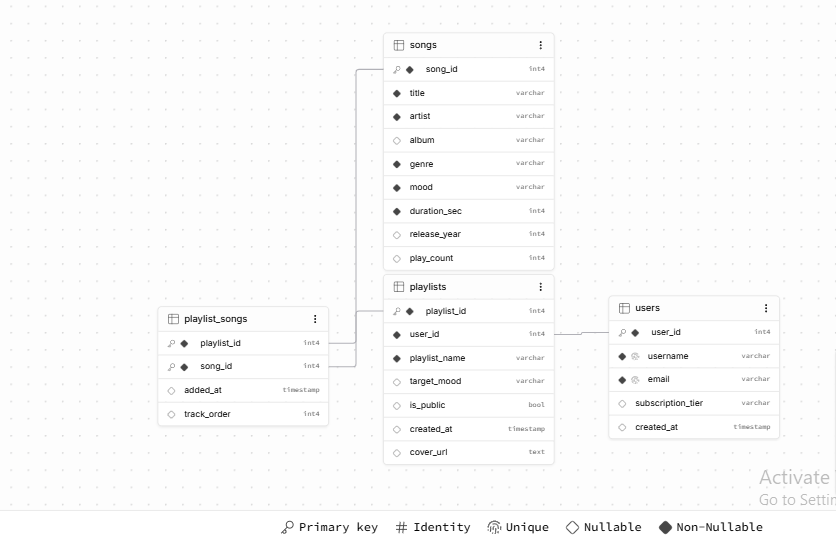 songs
song_id int4
title varchar
artist varchar
album varchar
genre varchar
mood varchar
duration_sec int4
release_year int4
play_count int4
playlists
playlist_id int4
user_id int4
playlist_name varchar
target_mood varchar
is_public bool
created_at timestamp
cover_url text
playlist_songs
playlist_id int4
song_id int4
added_at timestamp
track_order int4
users
user_id int4
username varchar
email varchar
subscription_tier varchar
created_at timestamp
Activate
Go to Settin
Primary key Identity Unique Nullable Non-Nullable